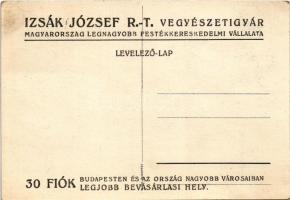 IZSÁK JÓZSEF R.-T. VEGYÉSZETIGYÁR
MAGYARORSZÁG LEGNAGYOBB FESTÉKKERESKEDELMI VÁLLALATA
LEVELEZŐ-LAP
30 FIÓK BUDAPESTEN ÉS AZ ORSZÁG NAGYOBB VÁROSAIBAN
LEGJOBB BEVÁSÁRLASI HELY.